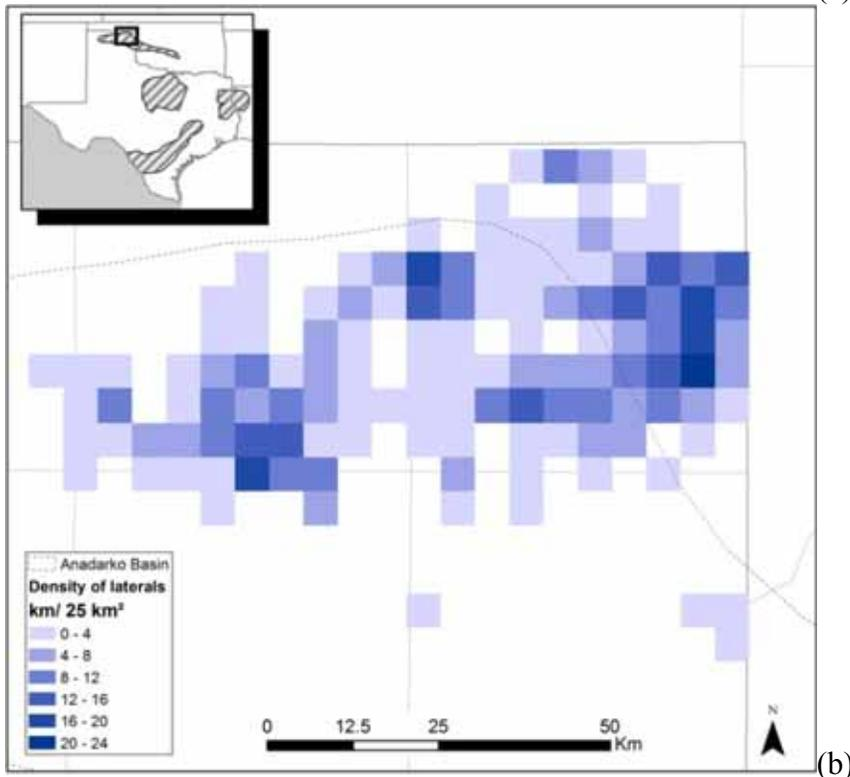 Anadarko Basin
Density of laterals
km/ 25 km²
0 - 4
4 - 8
8 - 12
12 - 16
16 - 20
20 - 24
0 12.5 25 50
Km
N
(b)